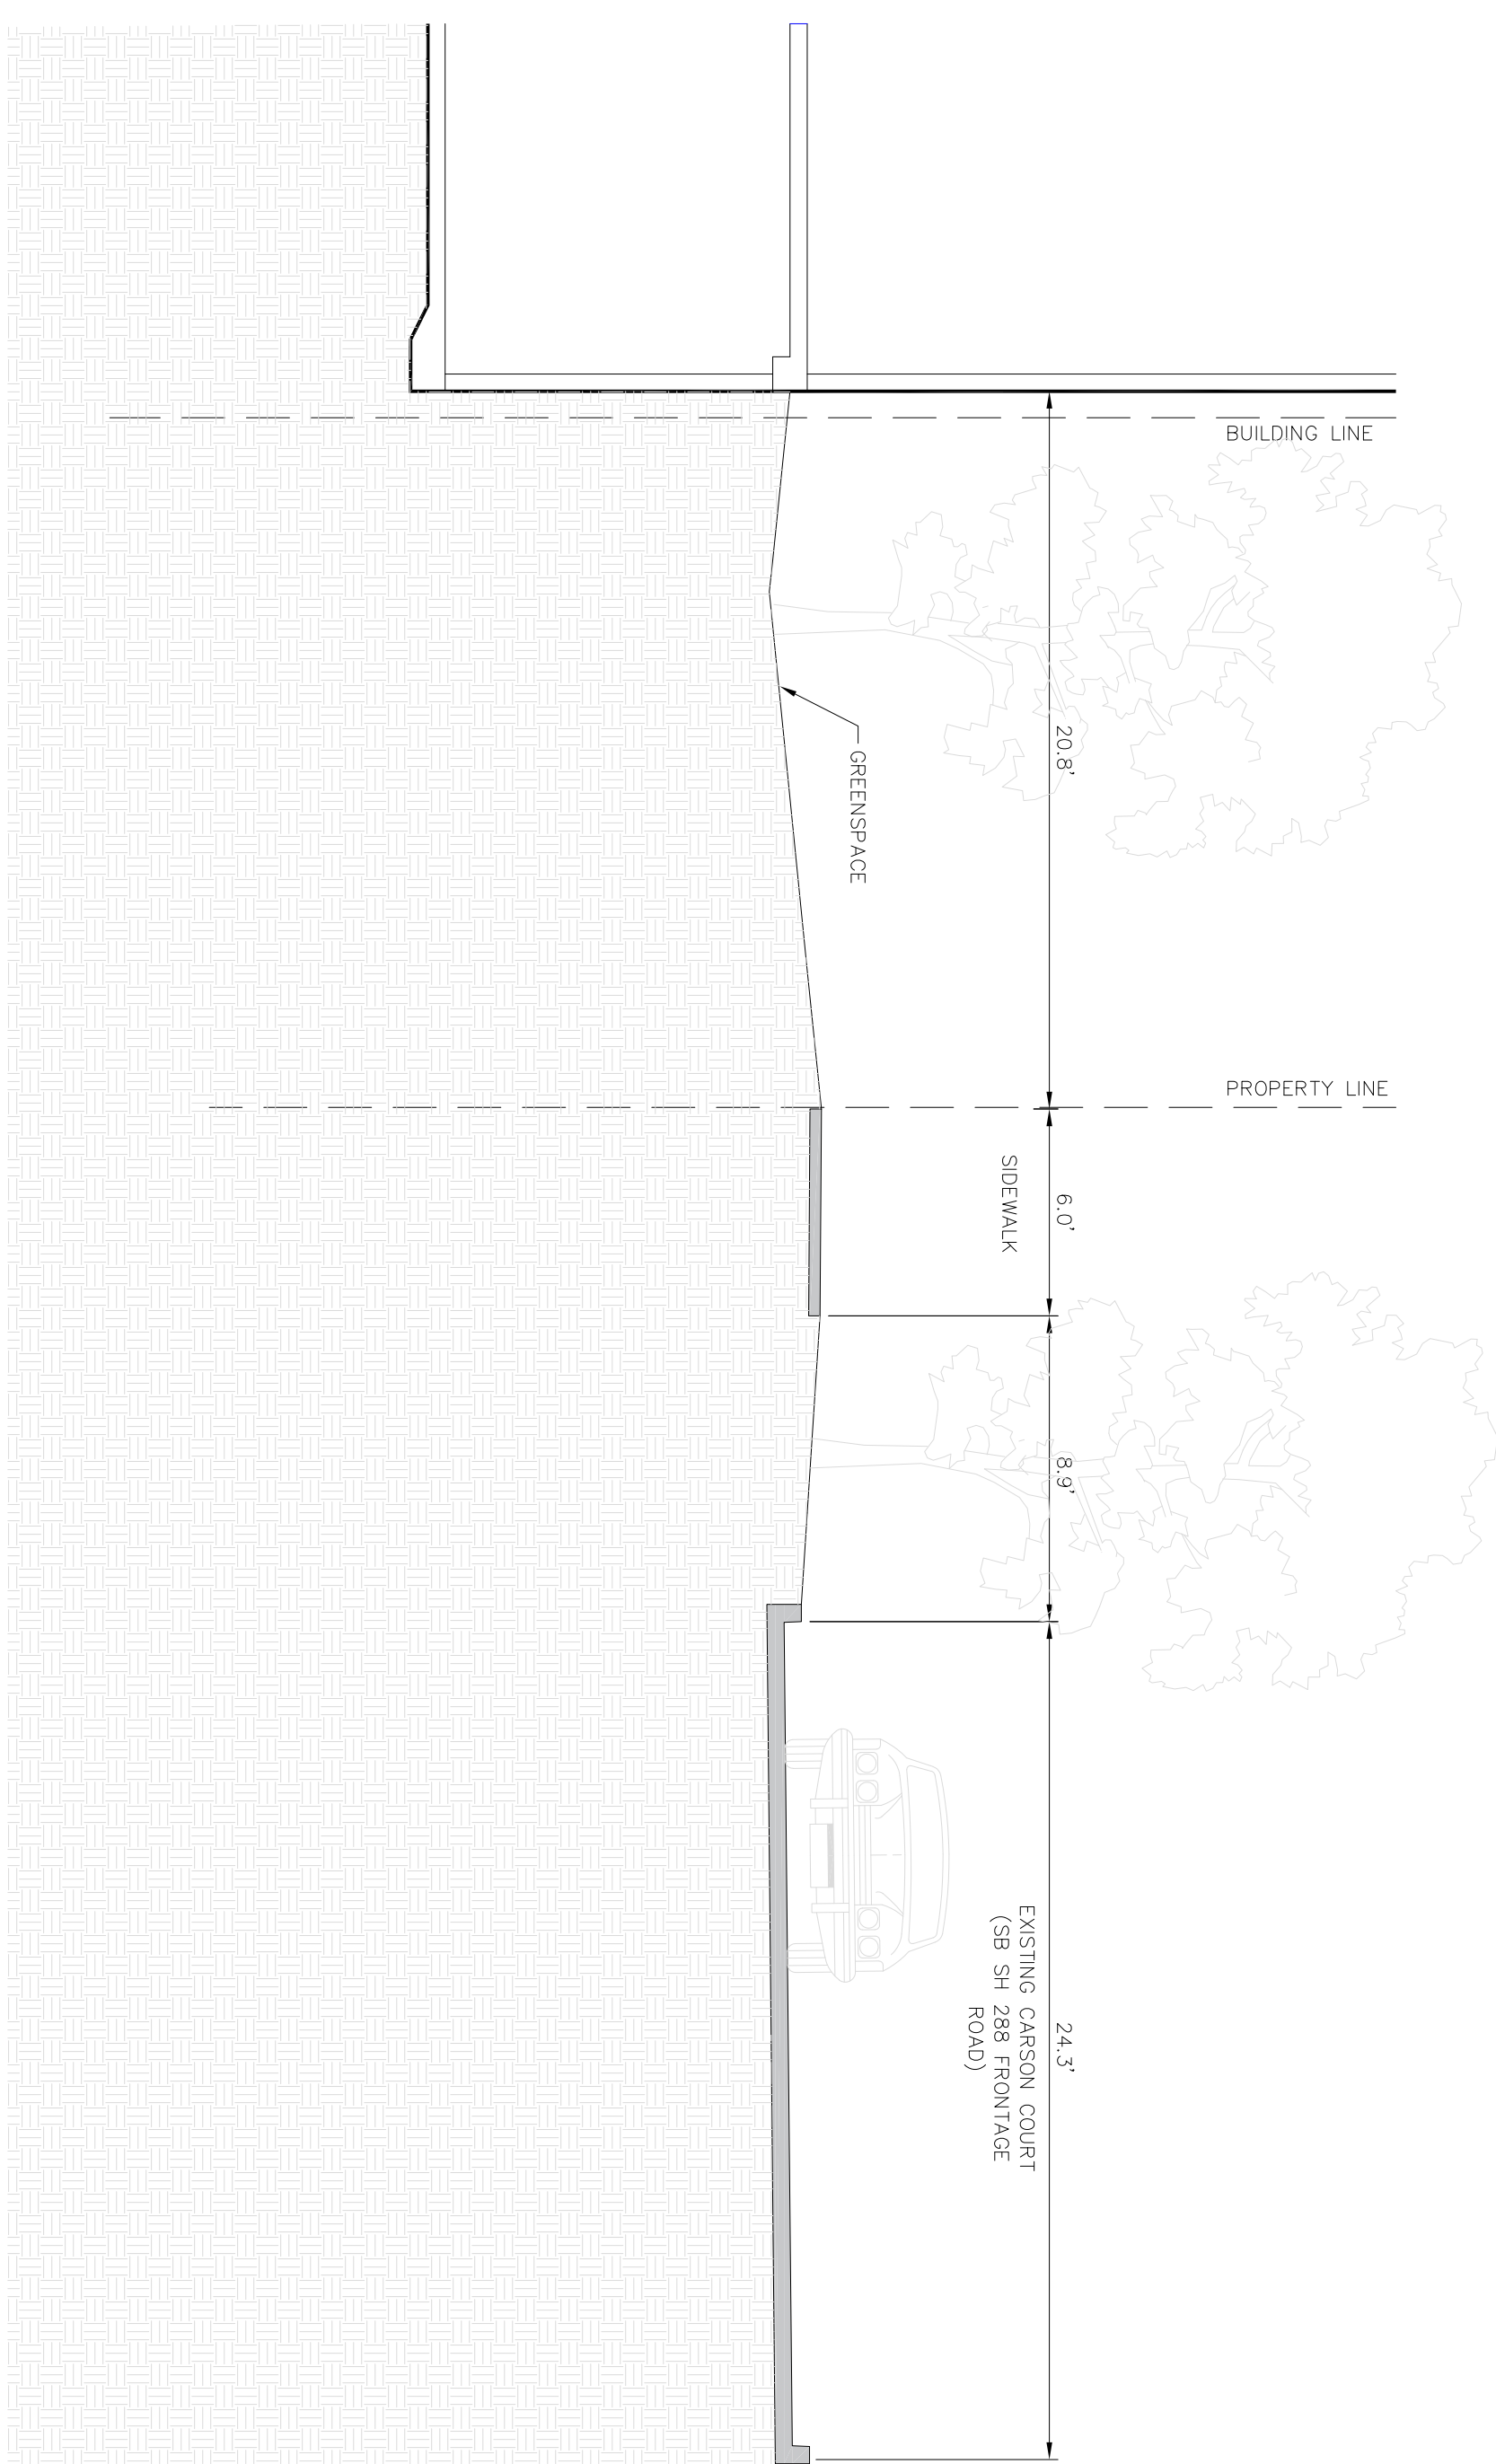 BUILDING LINE
20.8'
GREENSPACE
PROPERTY LINE
6.0'
SIDEWALK
8.9'
24.3'
EXISTING CARSON COURT
(SB SH 288 FRONTAGE
ROAD)